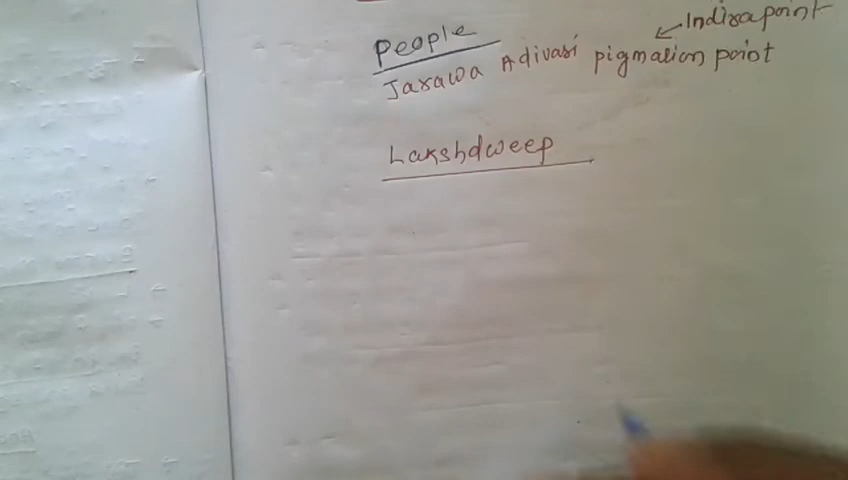 Indirapoint
People
Jarawa Adivasi pigmalion point
Lakshdweep